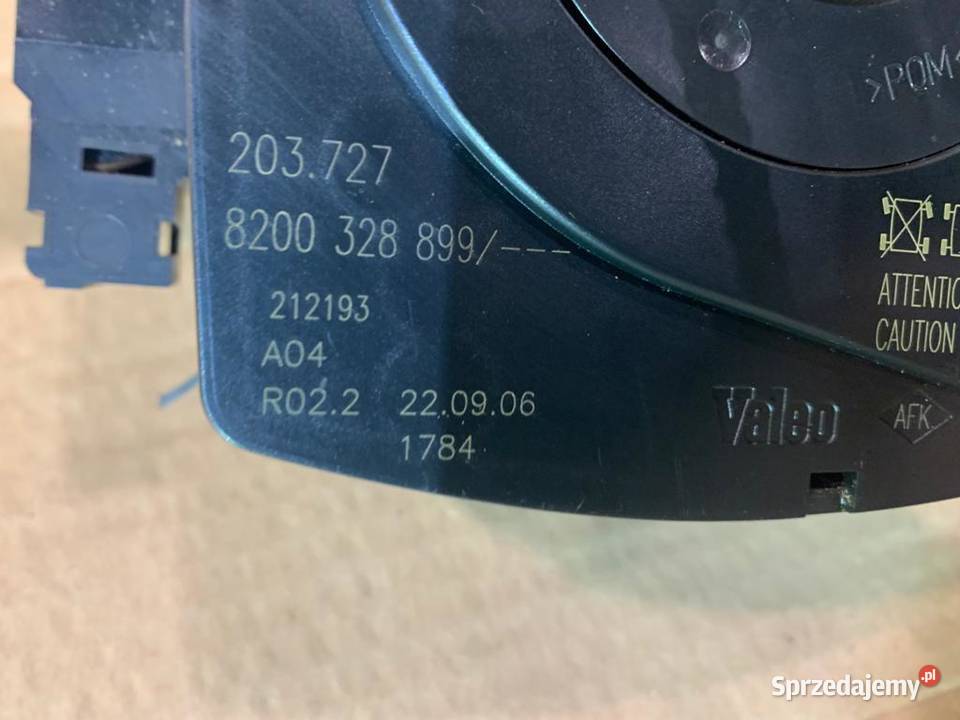 >POM<
203.727
8200 328 899/---
212193
A04
R02.2 22.09.06
1784
ATTENTIO
CAUTION
Valeo
AFK
Sprzedajemy.pl